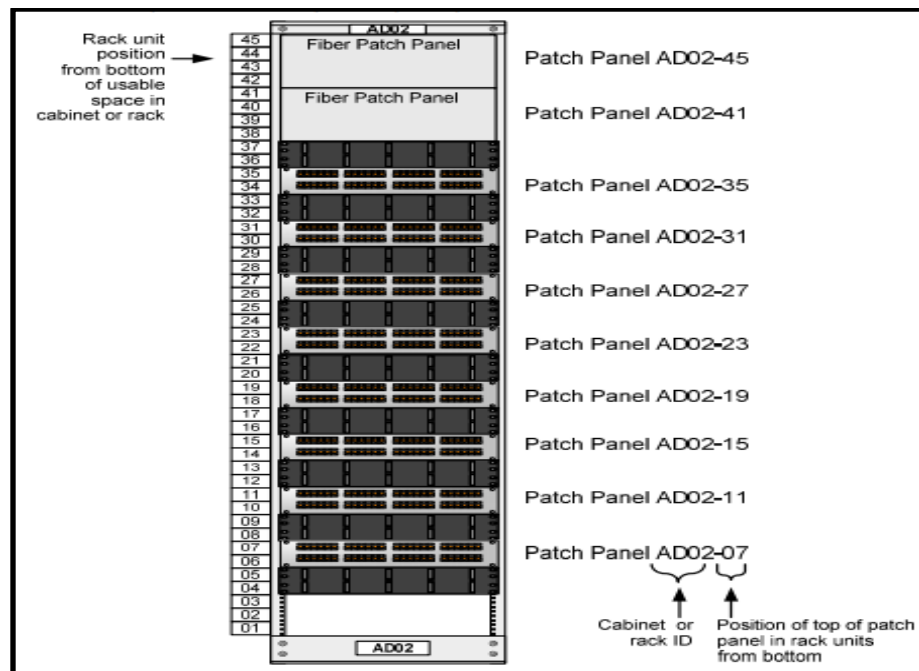 AD02
Rack unit
position
from bottom
of usable
space in
cabinet or rack
45
44
43
42
41
40
39
38
37
36
35
34
33
32
31
30
29
28
27
26
25
24
23
22
21
20
19
18
17
16
15
14
13
12
11
10
09
08
07
06
05
04
03
02
01
Fiber Patch Panel
Fiber Patch Panel
Patch Panel AD02-45
Patch Panel AD02-41
Patch Panel AD02-35
Patch Panel AD02-31
Patch Panel AD02-27
Patch Panel AD02-23
Patch Panel AD02-19
Patch Panel AD02-15
Patch Panel AD02-11
Patch Panel AD02-07
Cabinet or
rack ID
Position of top of patch
panel in rack units
from bottom
AD02